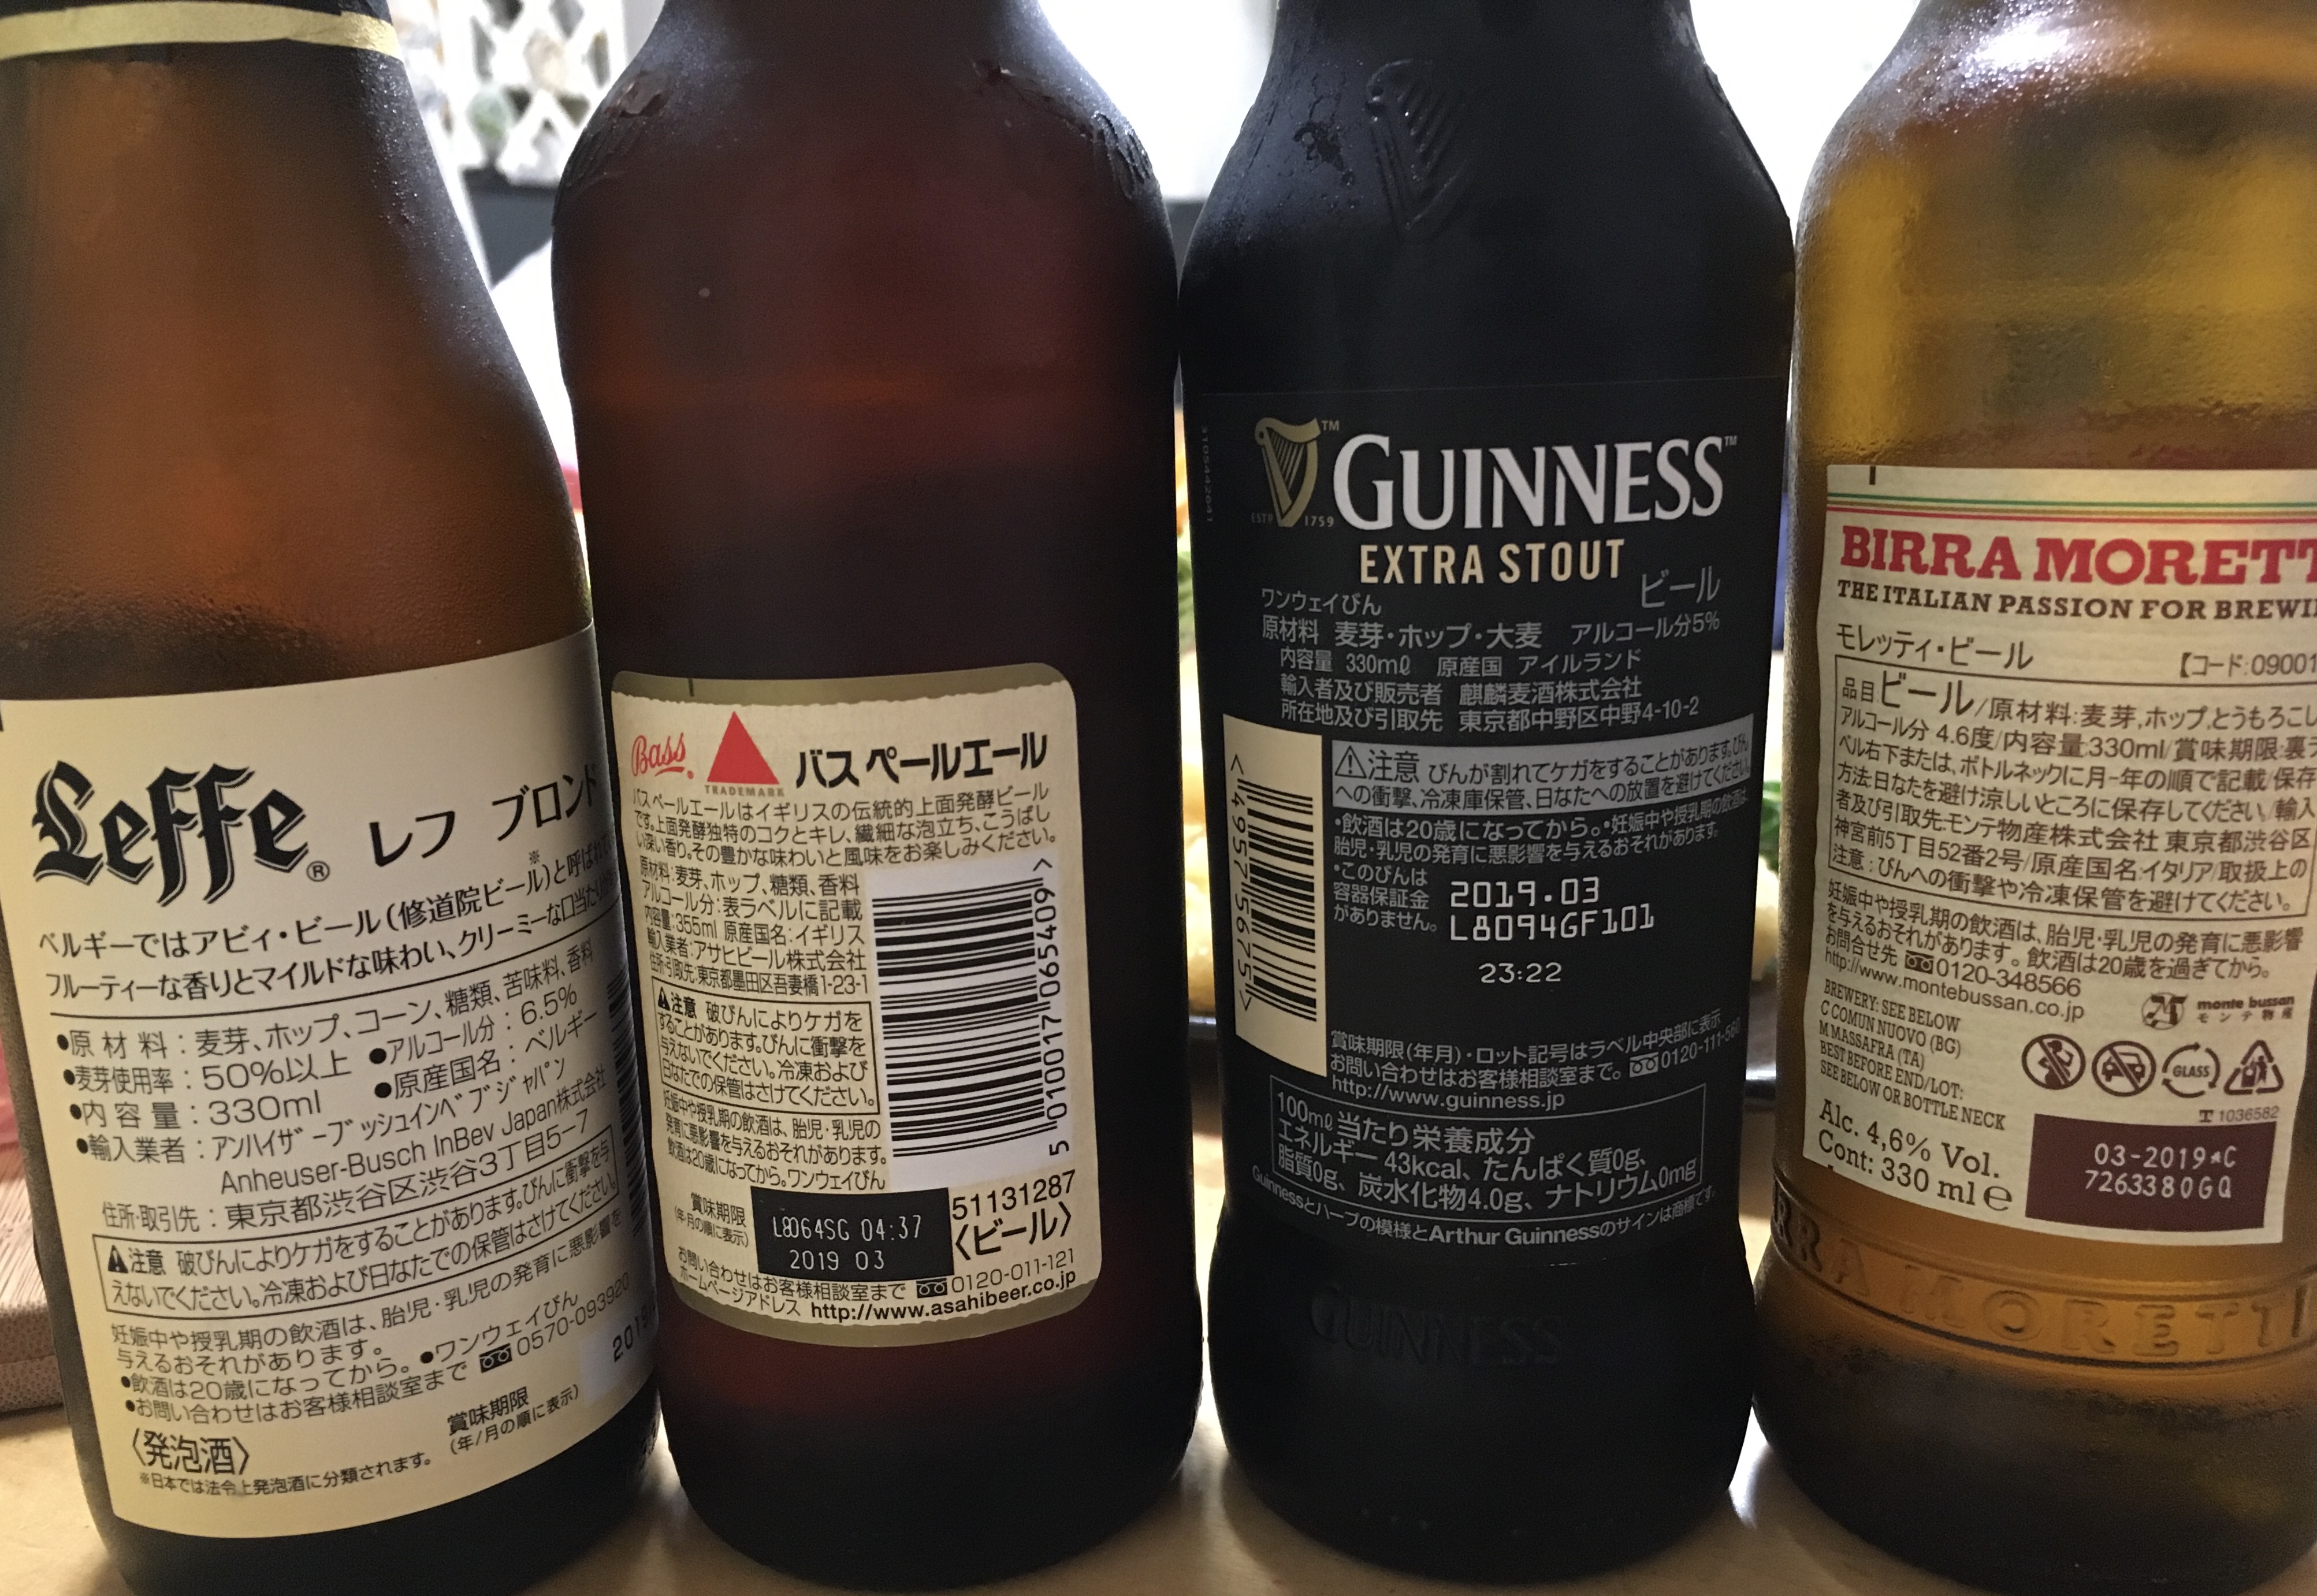 Leffe®
レフ ブロンド
※
ベルギーではアビィ・ビール(修道院ビール)と呼ばれ
フルーティーな香りとマイルドな味わい、クリーミーな口当たり
●原材料:麦芽、ホップ、コーン、糖類、苦味料、香料
●麦芽使用率:50%以上 ●アルコール分:6.5%
●内容量:330ml ●原産国名:ベルギー
●輸入業者:アンハイザーブッシュインベブジャパン
Anheuser-Busch InBev Japan株式会社
住所・取引先:東京都渋谷区渋谷3丁目5-7
⚠注意 破びんによりケガをすることがあります。びんに衝撃を与
えないでください。冷凍および日なたでの保管はさけてください。
妊娠中や授乳期の飲酒は、胎児・乳児の発育に悪影響を
与えるおそれがあります。
●飲酒は20歳になってから。●ワンウェイびん
●お問い合わせはお客様相談室まで 0570-093920
賞味期限
(年/月の順に表示)
201
〈発泡酒〉
※日本では法令上発泡酒に分類されます。
Bass®
TRADEMARK
バス ペールエール
バスペールエールはイギリスの伝統的上面発酵ビール
です。上面発酵独特のコクとキレ、繊細な泡立ち、こうばし
い深い香り。その豊かな味わいと風味をお楽しみください。
原材料:麦芽、ホップ、糖類、香料
アルコール分:表ラベルに記載
内容量:355ml 原産国名:イギリス
輸入業者:アサヒビール株式会社
住所・引取先:東京都墨田区吾妻橋1-23-1
⚠注意 破びんによりケガを
することがあります。びんに衝撃を
与えないでください。冷凍および
日なたでの保管はさけてください。
妊娠中や授乳期の飲酒は、胎児・乳児の
発育に悪影響を与えるおそれがあります。
飲酒は20歳になってから。ワンウェイびん
5 010017 065409 >
51131287
〈ビール〉
賞味期限
(年・月の順に表示)
L8064SG 04:37
2019 03
お問い合わせはお客様相談室まで 0120-011-121
ホームページアドレス http://www.asahibeer.co.jp
ESTD 1759
GUINNESS™
EXTRA STOUT
ワンウェイびん ビール
原材料 麦芽・ホップ・大麦 アルコール分5%
内容量 330mℓ 原産国 アイルランド
輸入者及び販売者 麒麟麦酒株式会社
所在地及び引取先 東京都中野区中野4-10-2
⚠注意 びんが割れてケガをすることがあります。びん
への衝撃、冷凍庫保管、日なたへの放置を避けてください。
•飲酒は20歳になってから。•妊娠中や授乳期の飲酒は、
胎児・乳児の発育に悪影響を与えるおそれがあります。
•このびんは
容器保証金
がありません。
2019.03
L8094GF101
23:22
<4957575675>
賞味期限(年月)・ロット記号はラベル中央部に表示
お問い合わせはお客様相談室まで。 0120-111-560
http://www.guinness.jp
100mℓ当たり栄養成分
エネルギー 43kcal、たんぱく質0g、
脂質0g、炭水化物4.0g、ナトリウム0mg
Guinnessとハープの模様とArthur Guinnessのサインは商標です。
GUINNESS
BIRRA MORETT
THE ITALIAN PASSION FOR BREWI
モレッティ・ビール 【コード:09001
品目ビール/原材料:麦芽,ホップ,とうもろこし
アルコール分 4.6度/内容量:330ml/賞味期限:裏ラ
ベル右下または、ボトルネックに月-年の順で記載/保存
方法:日なたを避け涼しいところに保存してください/輸入
者及び引取先:モンテ物産株式会社 東京都渋谷区
神宮前5丁目52番2号/原産国名:イタリア/取扱上の
注意:びんへの衝撃や冷凍保管を避けてください。
妊娠中や授乳期の飲酒は、胎児・乳児の発育に悪影響
を与えるおそれがあります。飲酒は20歳を過ぎてから。
お問合せ先 0120-348566
http://www.montebussan.co.jp
monte bussan
モンテ物産
BREWERY: SEE BELOW
C COMUN NUOVO (BG)
M MASSAFRA (TA)
BEST BEFORE END/LOT:
SEE BELOW OR BOTTLE NECK
GLASS
1036582
Alc. 4,6% Vol.
Cont: 330 ml ℮
03-2019*C
7263380GQ
RRA MORETTI